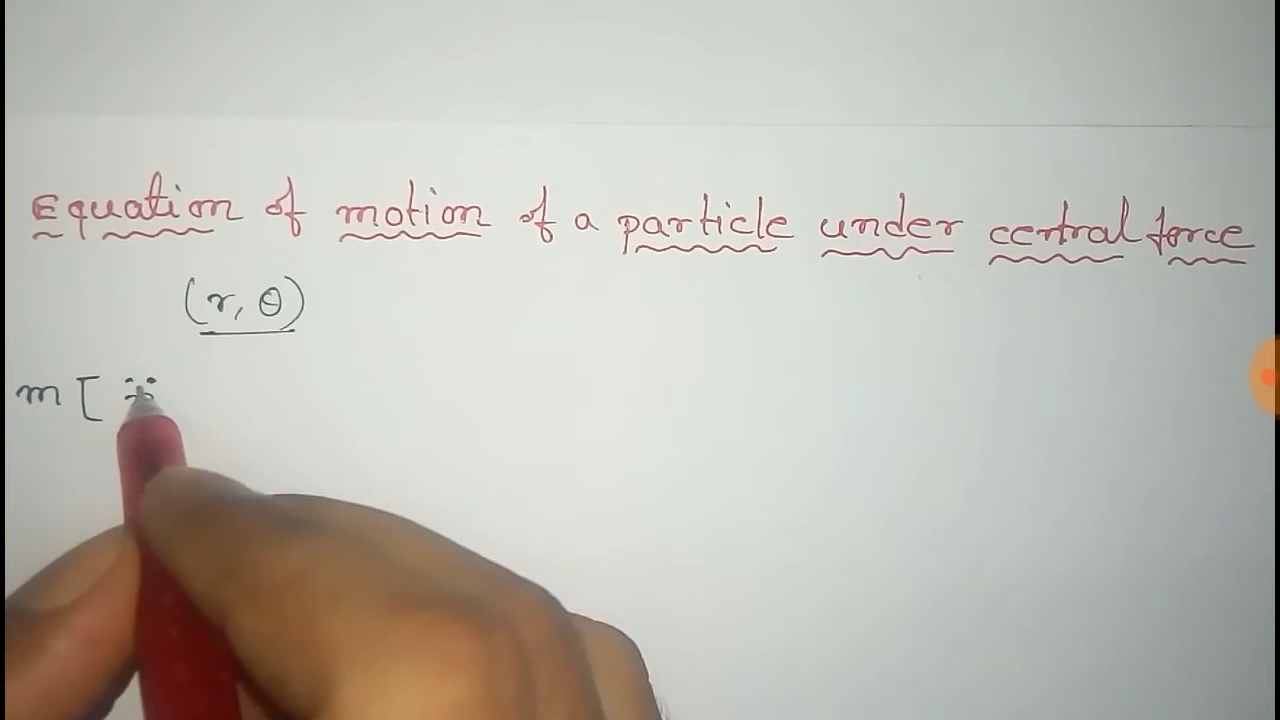 Equation of motion of a particle under central force
(r, θ)
m [ r̈